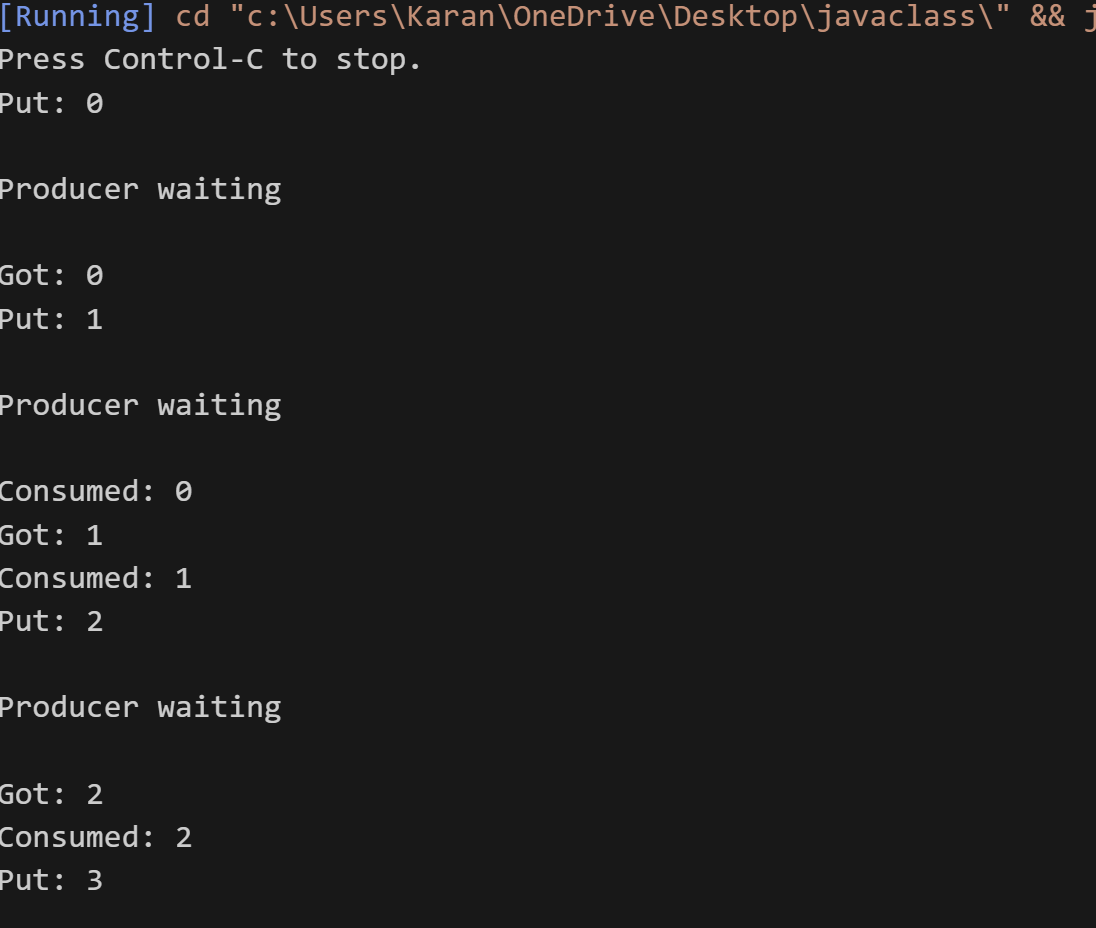 [Running] cd "c:\Users\Karan\OneDrive\Desktop\javaclass\" && j
Press Control-C to stop.
Put: 0
Producer waiting
Got: 0
Put: 1
Producer waiting
Consumed: 0
Got: 1
Consumed: 1
Put: 2
Producer waiting
Got: 2
Consumed: 2
Put: 3